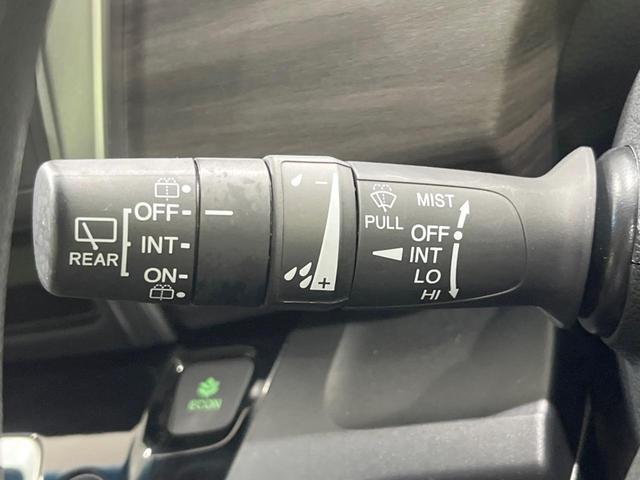 OFF
INT
ON
REAR
- 
+
PULL
MIST
OFF
INT
LO
HI
ECON